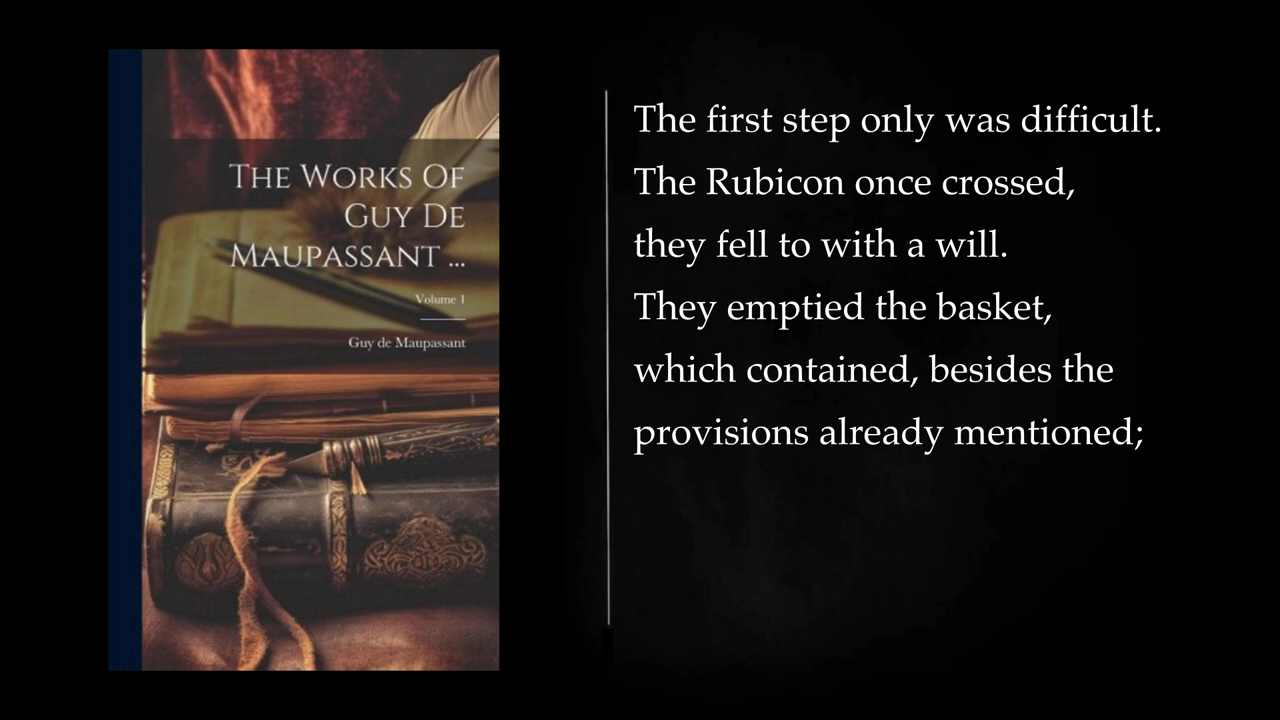 The Works Of
Guy De
Maupassant ...
Volume 1
Guy de Maupassant
The first step only was difficult.
The Rubicon once crossed,
they fell to with a will.
They emptied the basket,
which contained, besides the
provisions already mentioned;